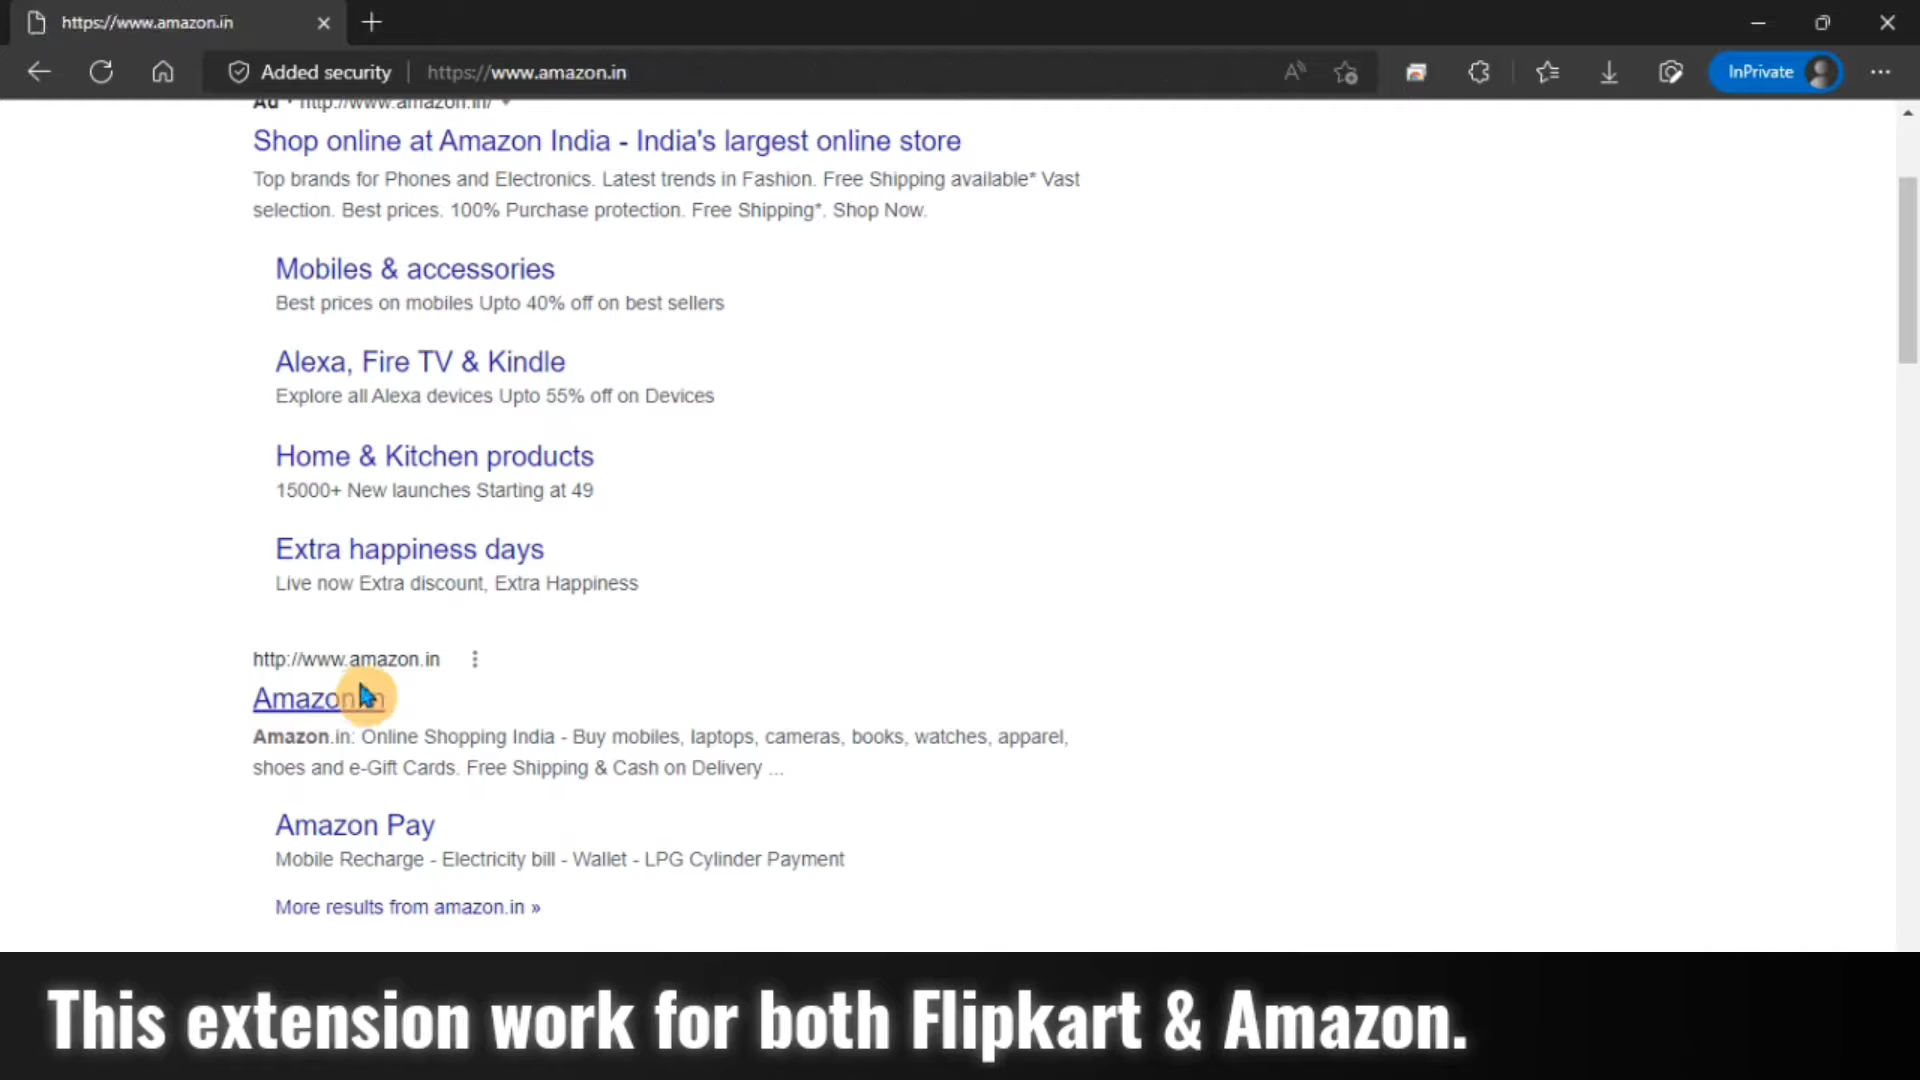 https://www.amazon.in
Added security
https://www.amazon.in
InPrivate
Ad · http://www.amazon.in/
Shop online at Amazon India - India's largest online store
Top brands for Phones and Electronics. Latest trends in Fashion. Free Shipping available* Vast
selection. Best prices. 100% Purchase protection. Free Shipping*. Shop Now.
Mobiles & accessories
Best prices on mobiles Upto 40% off on best sellers
Alexa, Fire TV & Kindle
Explore all Alexa devices Upto 55% off on Devices
Home & Kitchen products
15000+ New launches Starting at 49
Extra happiness days
Live now Extra discount, Extra Happiness
http://www.amazon.in
Amazon.in
Amazon.in: Online Shopping India - Buy mobiles, laptops, cameras, books, watches, apparel,
shoes and e-Gift Cards. Free Shipping & Cash on Delivery ...
Amazon Pay
Mobile Recharge - Electricity bill - Wallet - LPG Cylinder Payment
More results from amazon.in »
This extension work for both Flipkart & Amazon.